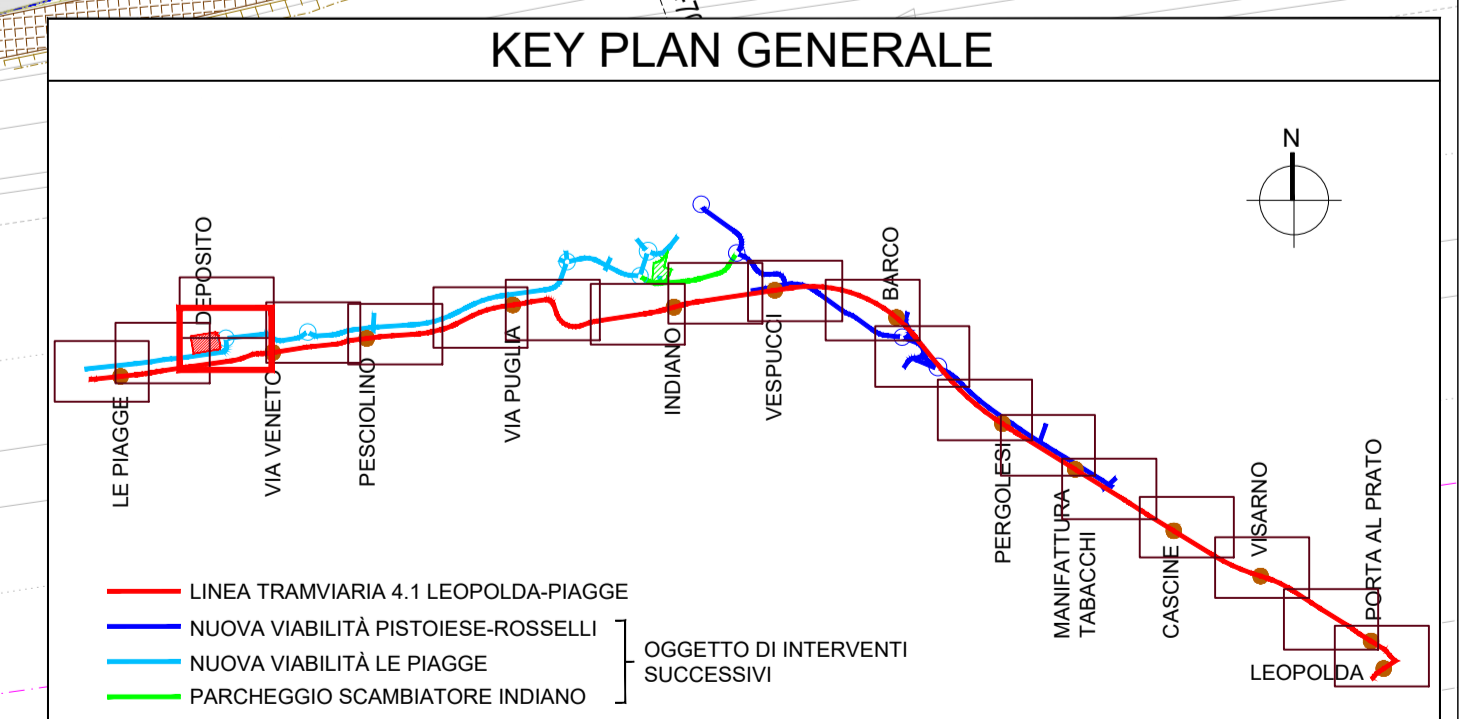 KEY PLAN GENERALE
N
DEPOSITO
BARCO
LE PIAGGE
VIA VENETO
PESCIOLINO
VIA PUGLIA
INDIANO
VESPUCCI
PERGOLESI
MANIFATTURA
TABACCHI
CASCINE
VISARNO
PORTA AL PRATO
LEOPOLDA
LINEA TRAMVIARIA 4.1 LEOPOLDA-PIAGGE
NUOVA VIABILITÀ PISTOIESE-ROSSELLI
NUOVA VIABILITÀ LE PIAGGE
PARCHEGGIO SCAMBIATORE INDIANO
OGGETTO DI INTERVENTI
SUCCESSIVI